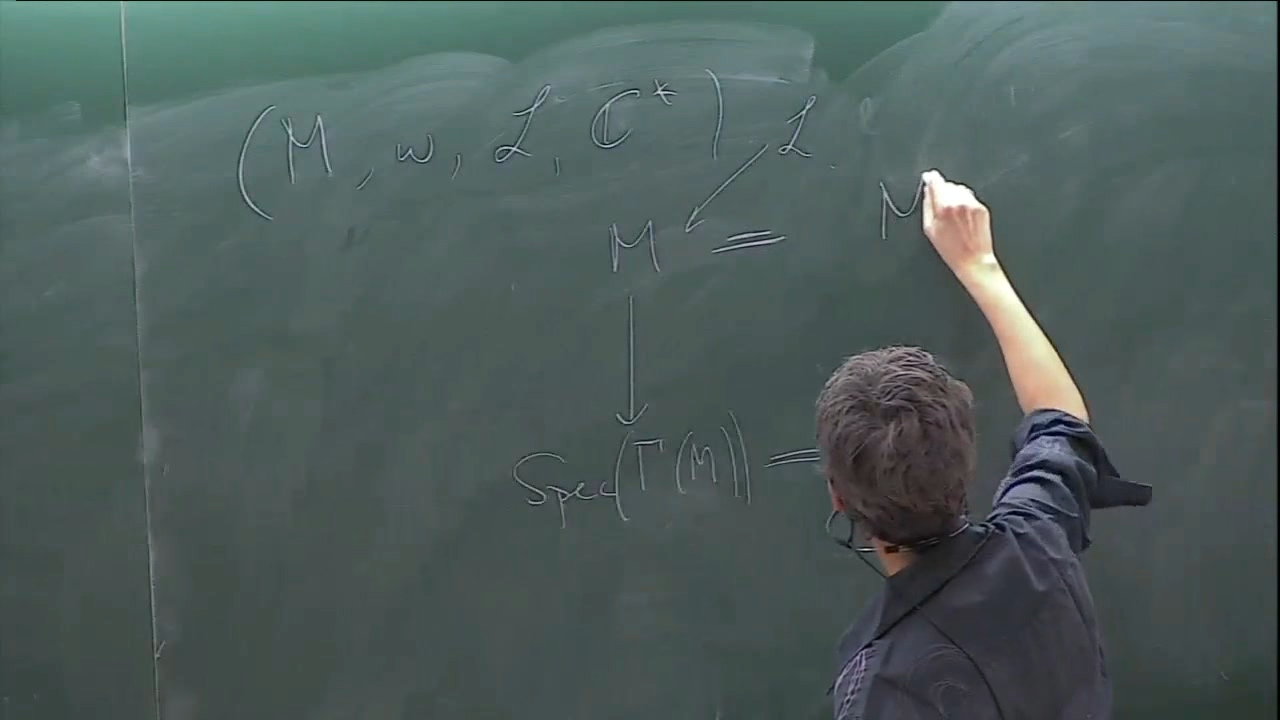 (M, w, ℒ, ℂ*) ℒ.
M = M
Spec(Γ(M)) =